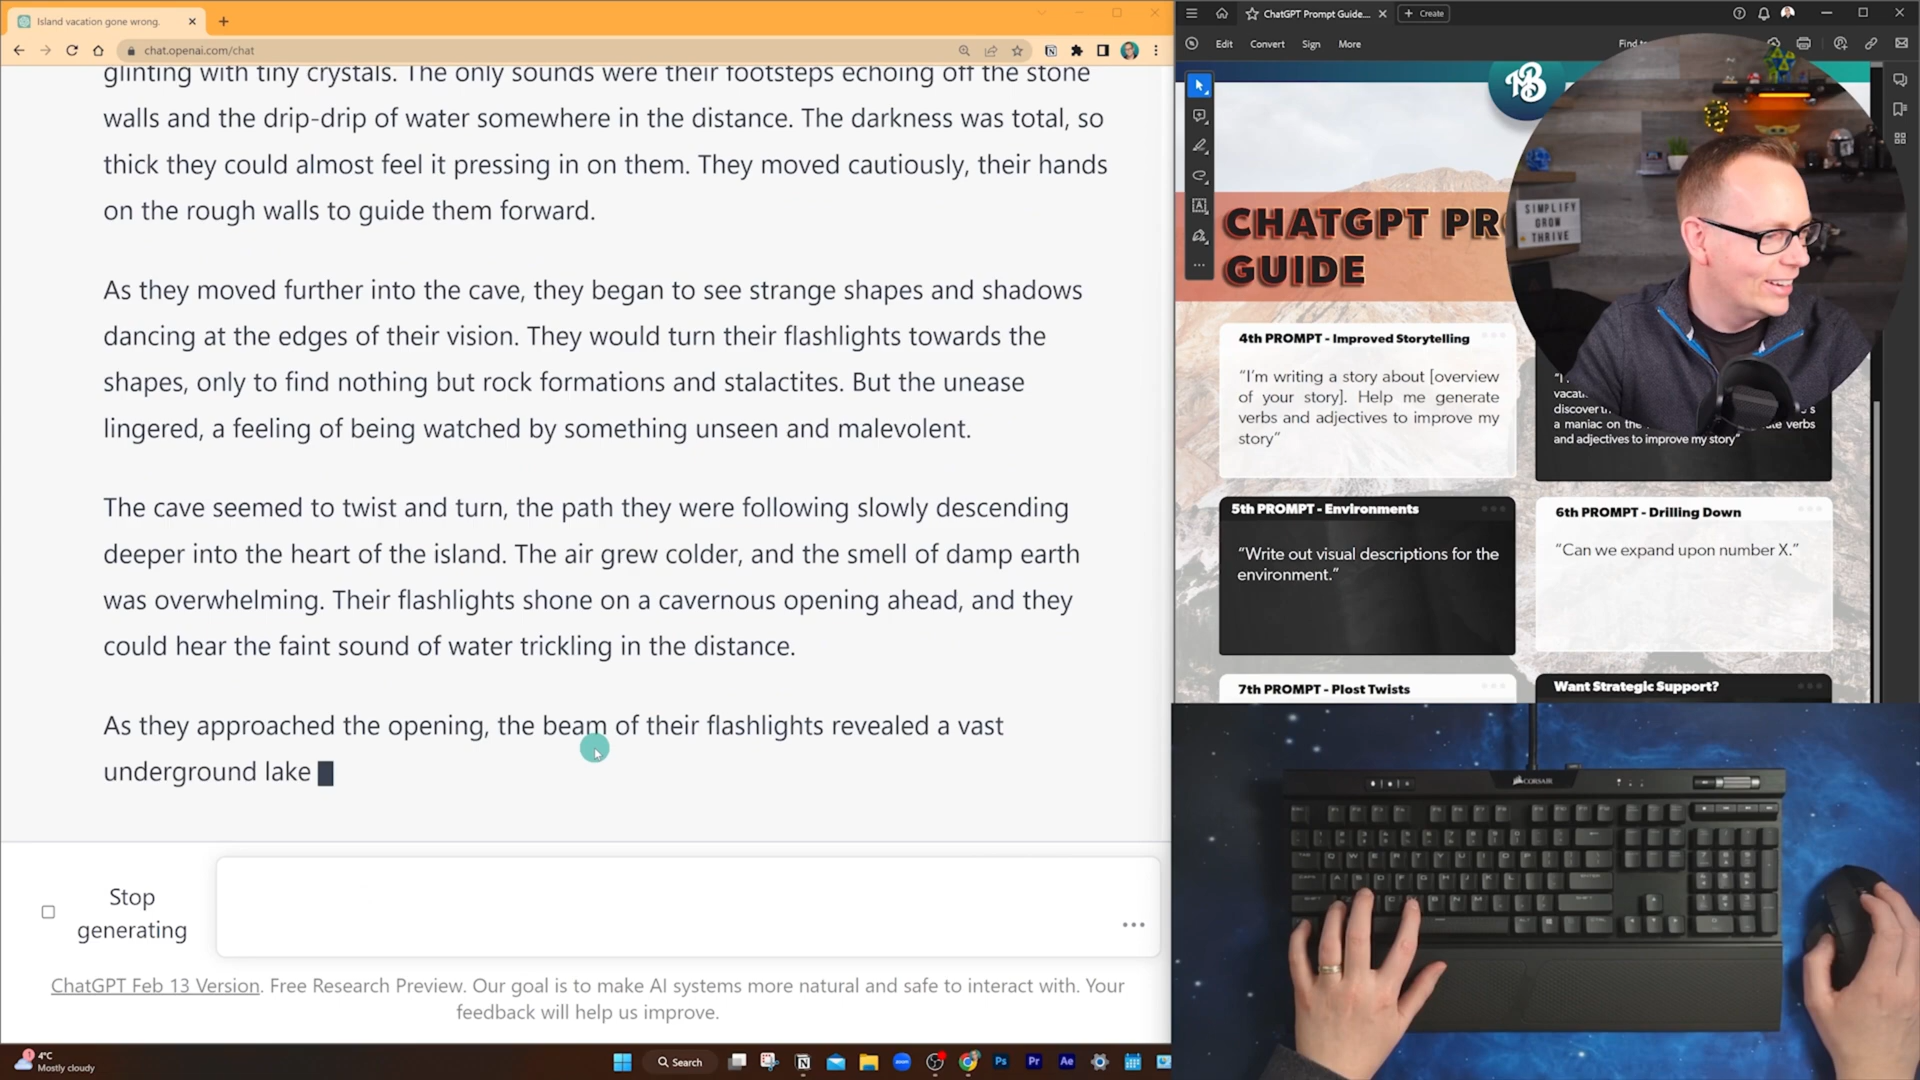 Island vacation gone wrong.
chat.openai.com/chat
glinting with tiny crystals. The only sounds were their footsteps echoing off the stone
walls and the drip-drip of water somewhere in the distance. The darkness was total, so
thick they could almost feel it pressing in on them. They moved cautiously, their hands
on the rough walls to guide them forward.
As they moved further into the cave, they began to see strange shapes and shadows
dancing at the edges of their vision. They would turn their flashlights towards the
shapes, only to find nothing but rock formations and stalactites. But the unease
lingered, a feeling of being watched by something unseen and malevolent.
The cave seemed to twist and turn, the path they were following slowly descending
deeper into the heart of the island. The air grew colder, and the smell of damp earth
was overwhelming. Their flashlights shone on a cavernous opening ahead, and they
could hear the faint sound of water trickling in the distance.
As they approached the opening, the beam of their flashlights revealed a vast
underground lake
Stop
generating
ChatGPT Feb 13 Version. Free Research Preview. Our goal is to make AI systems more natural and safe to interact with. Your
feedback will help us improve.
4°C
Mostly cloudy
Search
Ps
Pr
Ae
ChatGPT Prompt Guide...
Create
Edit
Convert
Sign
More
CHATGPT PR
GUIDE
SIMPLIFY
GROW
THRIVE
4th PROMPT - Improved Storytelling
“I’m writing a story about [overview
of your story]. Help me generate
verbs and adjectives to improve my
story”
a maniac on
verbs
and adjectives to improve my story”
5th PROMPT - Environments
“Write out visual descriptions for the
environment.”
6th PROMPT - Drilling Down
“Can we expand upon number X.”
7th PROMPT - Plost Twists
Want Strategic Support?
CORSAIR